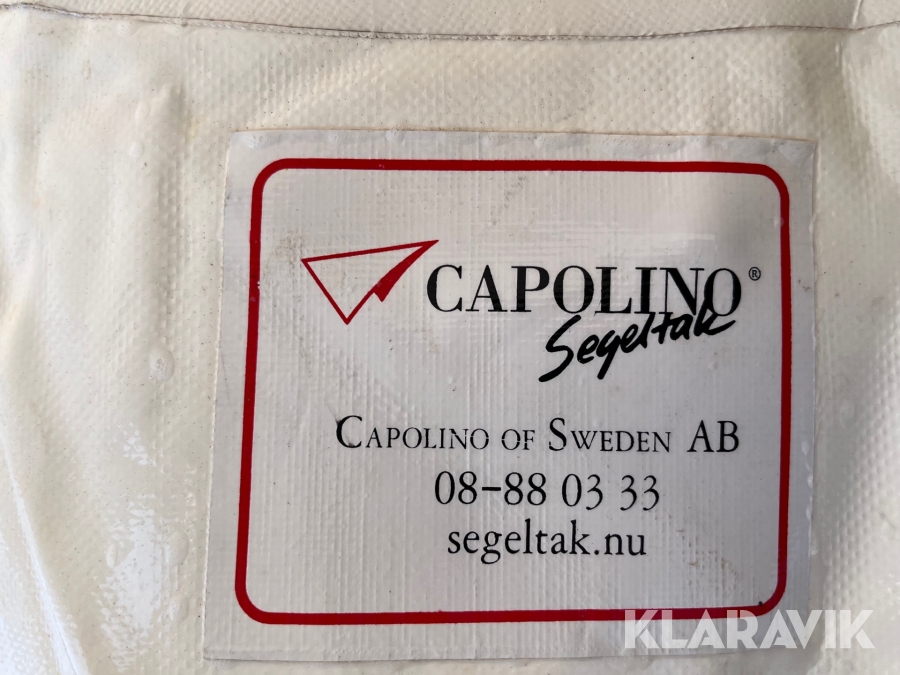 CAPOLINO®
Segeltak
CAPOLINO OF SWEDEN AB
08-88 03 33
segeltak.nu
KLARAVIK